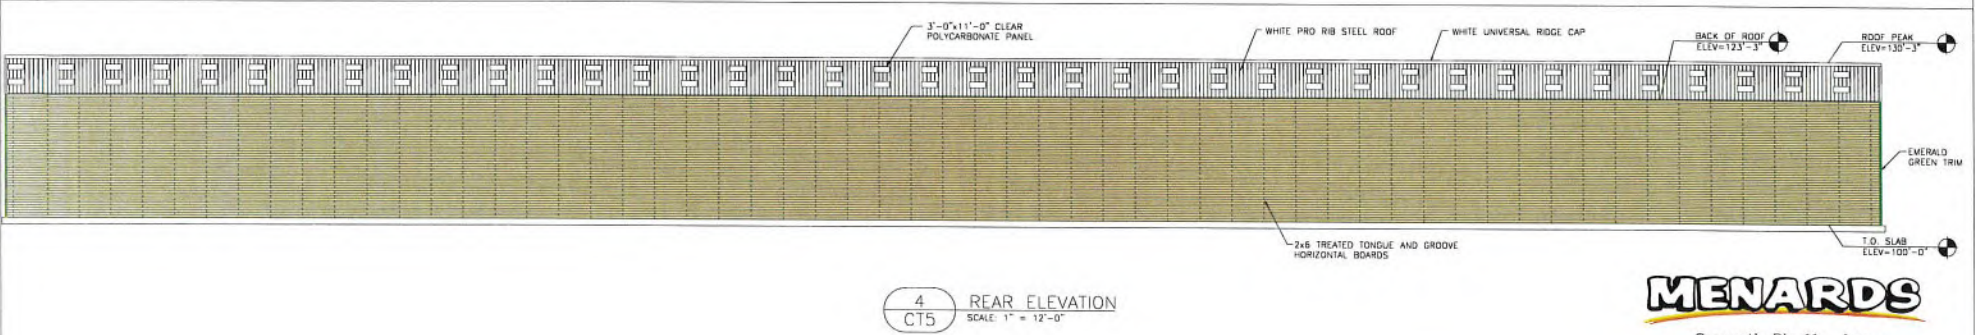 3'-0"x11'-0" CLEAR
POLYCARBONATE PANEL
WHITE PRO RIB STEEL ROOF
WHITE UNIVERSAL RIDGE CAP
BACK OF ROOF
ELEV=123'-3"
ROOF PEAK
ELEV=130'-3"
EMERALD
GREEN TRIM
2x6 TREATED TONGUE AND GROOVE
HORIZONTAL BOARDS
T.O. SLAB
ELEV=100'-0"
4
CT5
REAR ELEVATION
SCALE: 1" = 12'-0"
MENARDS